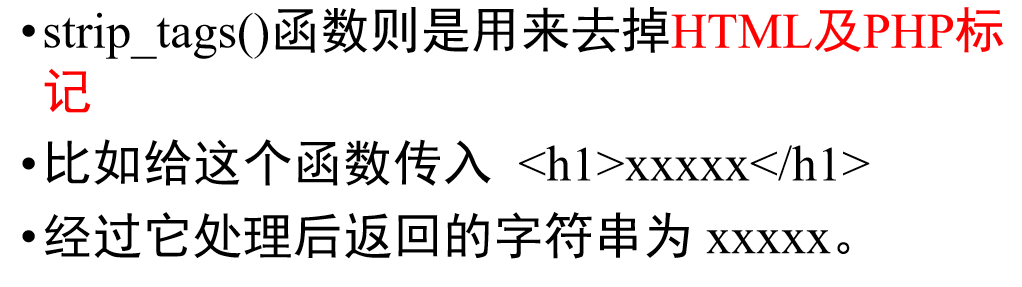 •strip_tags()函数则是用来去掉HTML及PHP标
记
•比如给这个函数传入 <h1>xxxxx</h1>
•经过它处理后返回的字符串为 xxxxx。